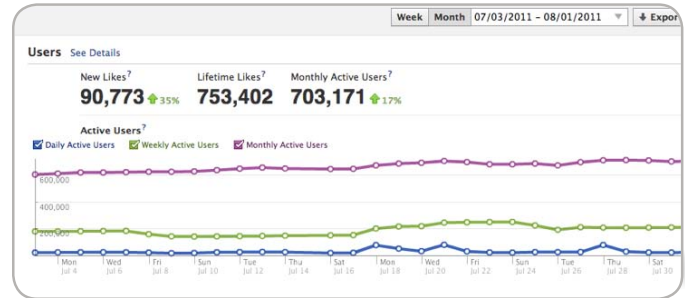 Week Month 07/03/2011 - 08/01/2011 Expor
Users See Details
New Likes? Lifetime Likes? Monthly Active Users?
90,773 35% 753,402 703,171 17%
Active Users?
Daily Active Users Weekly Active Users Monthly Active Users
600,000
400,000
200,000
Mon Wed Fri Sun Tue Thu Sat Mon Wed Fri Sun Tue Thu Sat
Jul 4 Jul 6 Jul 8 Jul 10 Jul 12 Jul 14 Jul 16 Jul 18 Jul 20 Jul 22 Jul 24 Jul 26 Jul 28 Jul 30